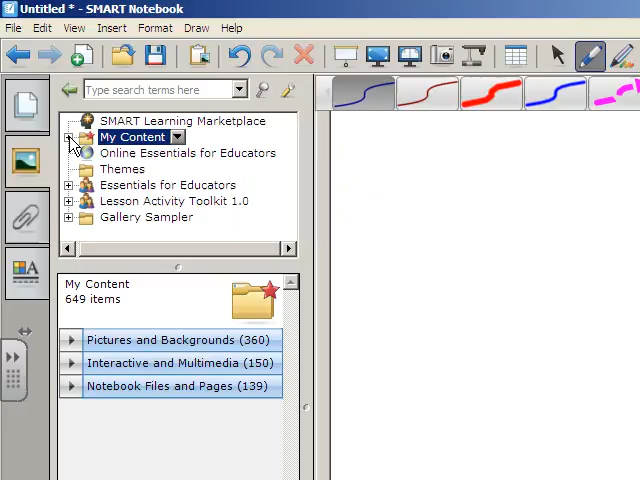 Untitled * - SMART Notebook
File Edit View Insert Format Draw Help
Type search terms here
SMART Learning Marketplace
My Content
Online Essentials for Educators
Themes
Essentials for Educators
Lesson Activity Toolkit 1.0
Gallery Sampler
My Content
649 items
Pictures and Backgrounds (360)
Interactive and Multimedia (150)
Notebook Files and Pages (139)